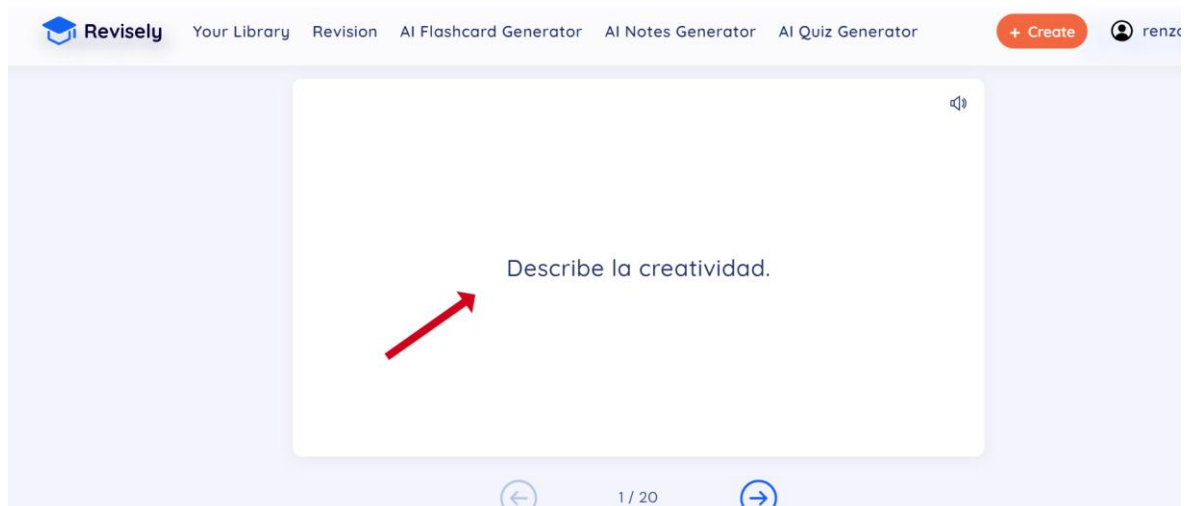 Revisely Your Library Revision AI Flashcard Generator AI Notes Generator AI Quiz Generator + Create
Describe la creatividad.
1 / 20